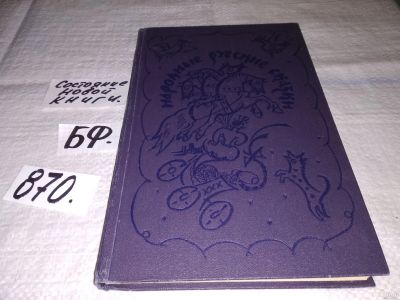 Состояние
новой
книги.
БФ.
870.
НАРОДНЫЕ РУССКИЕ СКАЗКИ